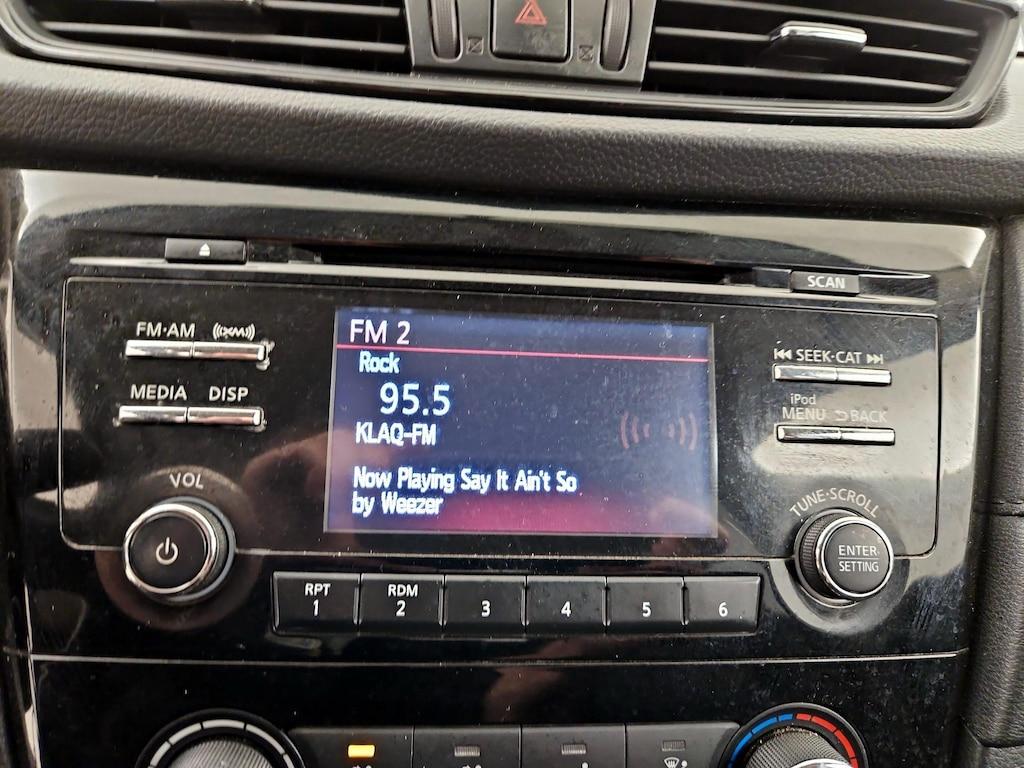 SCAN
FM·AM ((XM))
MEDIA DISP
VOL
FM 2
Rock
95.5
KLAQ-FM
Now Playing Say It Ain't So
by Weezer
SEEK·CAT
iPod
MENU BACK
TUNE·SCROLL
ENTER·
SETTING
RPT RDM
1 2 3 4 5 6